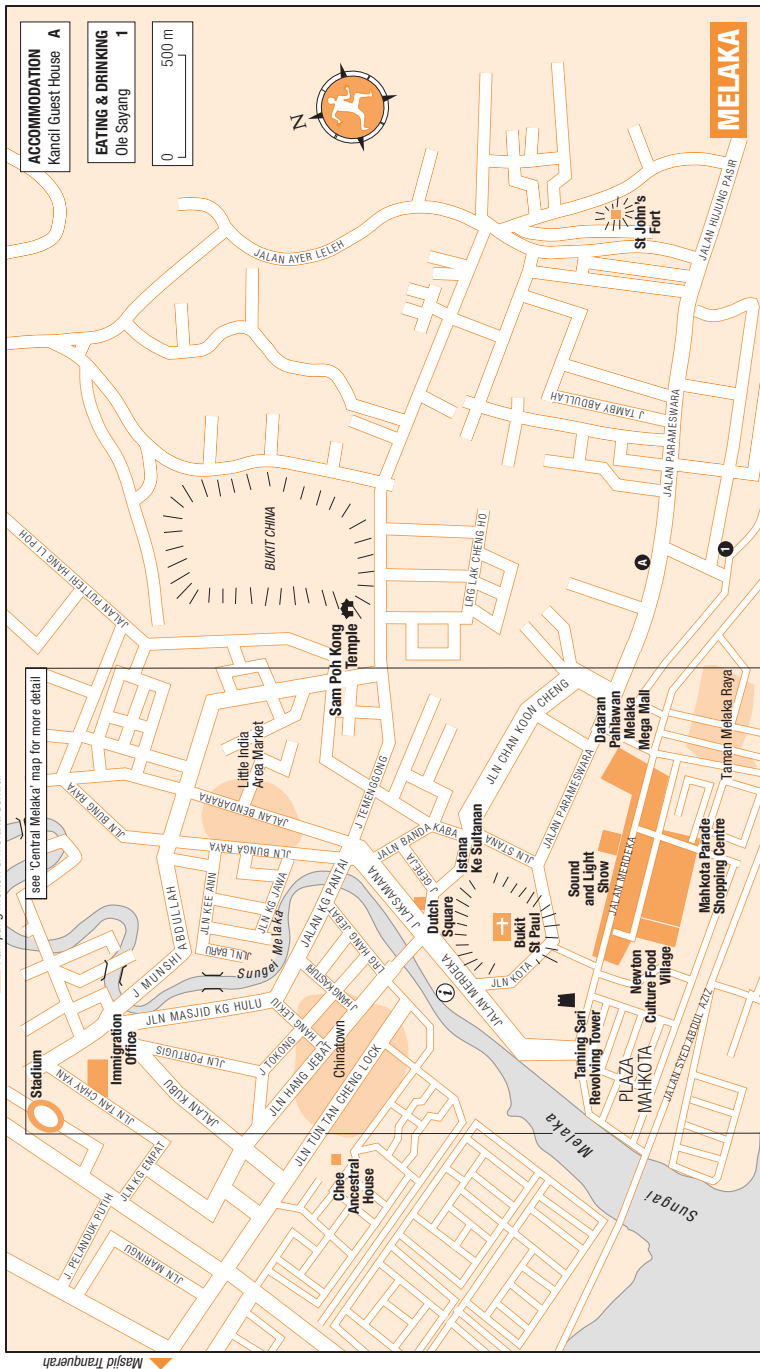 ACCOMMODATION
Kancil Guest House A
EATING & DRINKING
Ole Sayang 1
0 500 m
N
MELAKA
see ‘Central Melaka’ map for more detail
Stadium
Immigration
Office
JLN TAN CHAY YAN
JLN KG EMPAT
J. PELANDUK PUTIH
JLN MARINGU
Masjid Tranquerah
JALAN KUBU
JLN PORTUGIS
JLN MASJID KG HULU
J MUNSHI ABDULLAH
JLN BUNG RAYA
JALAN PUTTERI HANG LI POH
JLN KEE ANN
JLN L BARU
JLN KG JAWA
Sungei Melaka
JLN BUNGA RAYA
JALAN BENDARARA
Little India
Area Market
BUKIT CHINA
Sam Poh Kong
Temple
JALAN AYER LELEH
J TEMENGGONG
JALAN KG PANTAI
LRG HANG JEBAT
J HANG KASTURI
HANG LEKIU
J TOKONG
JLN HANG JEBAT
Chinatown
JLN TUN TAN CHENG LOCK
Chee
Ancestral
House
J LAKSAMANA
Dutch
Square
J GEREJA
JALN BANDA KABA
JLN STANA
Istana
Ke Sultanan
JLN CHAN KOON CHENG
LRG LAK CHENG HO
Bukit
St Paul
JLN KOTA
i
JALAN MERDEKA
JALAN PARAMESWARA
J TAMBY ABDULLAH
St John’s
Fort
JALAN HUJUNG PASIR
JALAN PARAMESWARA
A
1
Dataran
Pahlawan
Melaka
Mega Mall
Sound
and Light
Show
JALAN MERDEKA
Taming Sari
Revolving Tower
Newton
Culture Food
Village
Mahkota Parade
Shopping Centre
Taman Melaka Raya
PLAZA
MAHKOTA
JALAN SYED ABDUL AZIZ
Sungai Melaka